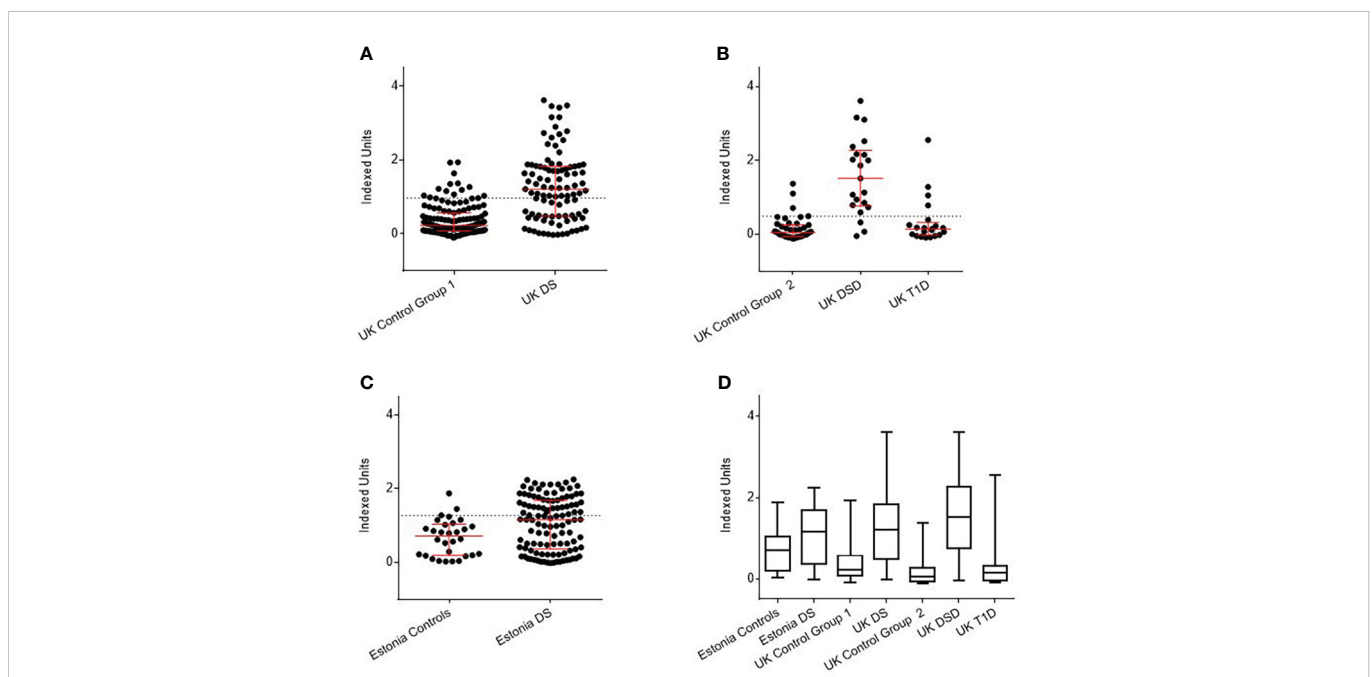 A
4
2
0
Indexed Units
UK Control Group 1
UK DS
B
4
2
0
Indexed Units
UK Control Group 2
UK DSD
UK T1D
C
4
2
0
Indexed Units
Estonia Controls
Estonia DS
D
4
2
0
Indexed Units
Estonia Controls
Estonia DS
UK Control Group 1
UK DS
UK Control Group 2
UK DSD
UK T1D